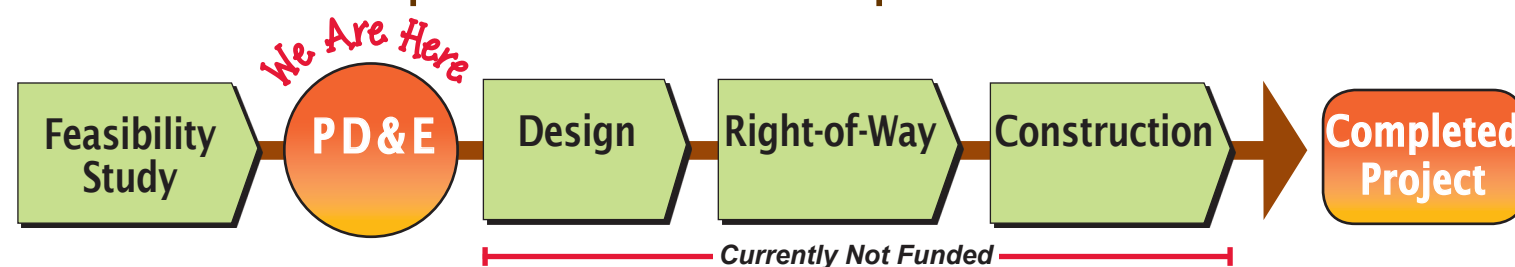 We Are Here
Feasibility
Study
PD&E
Design
Right-of-Way
Construction
Completed
Project
Currently Not Funded